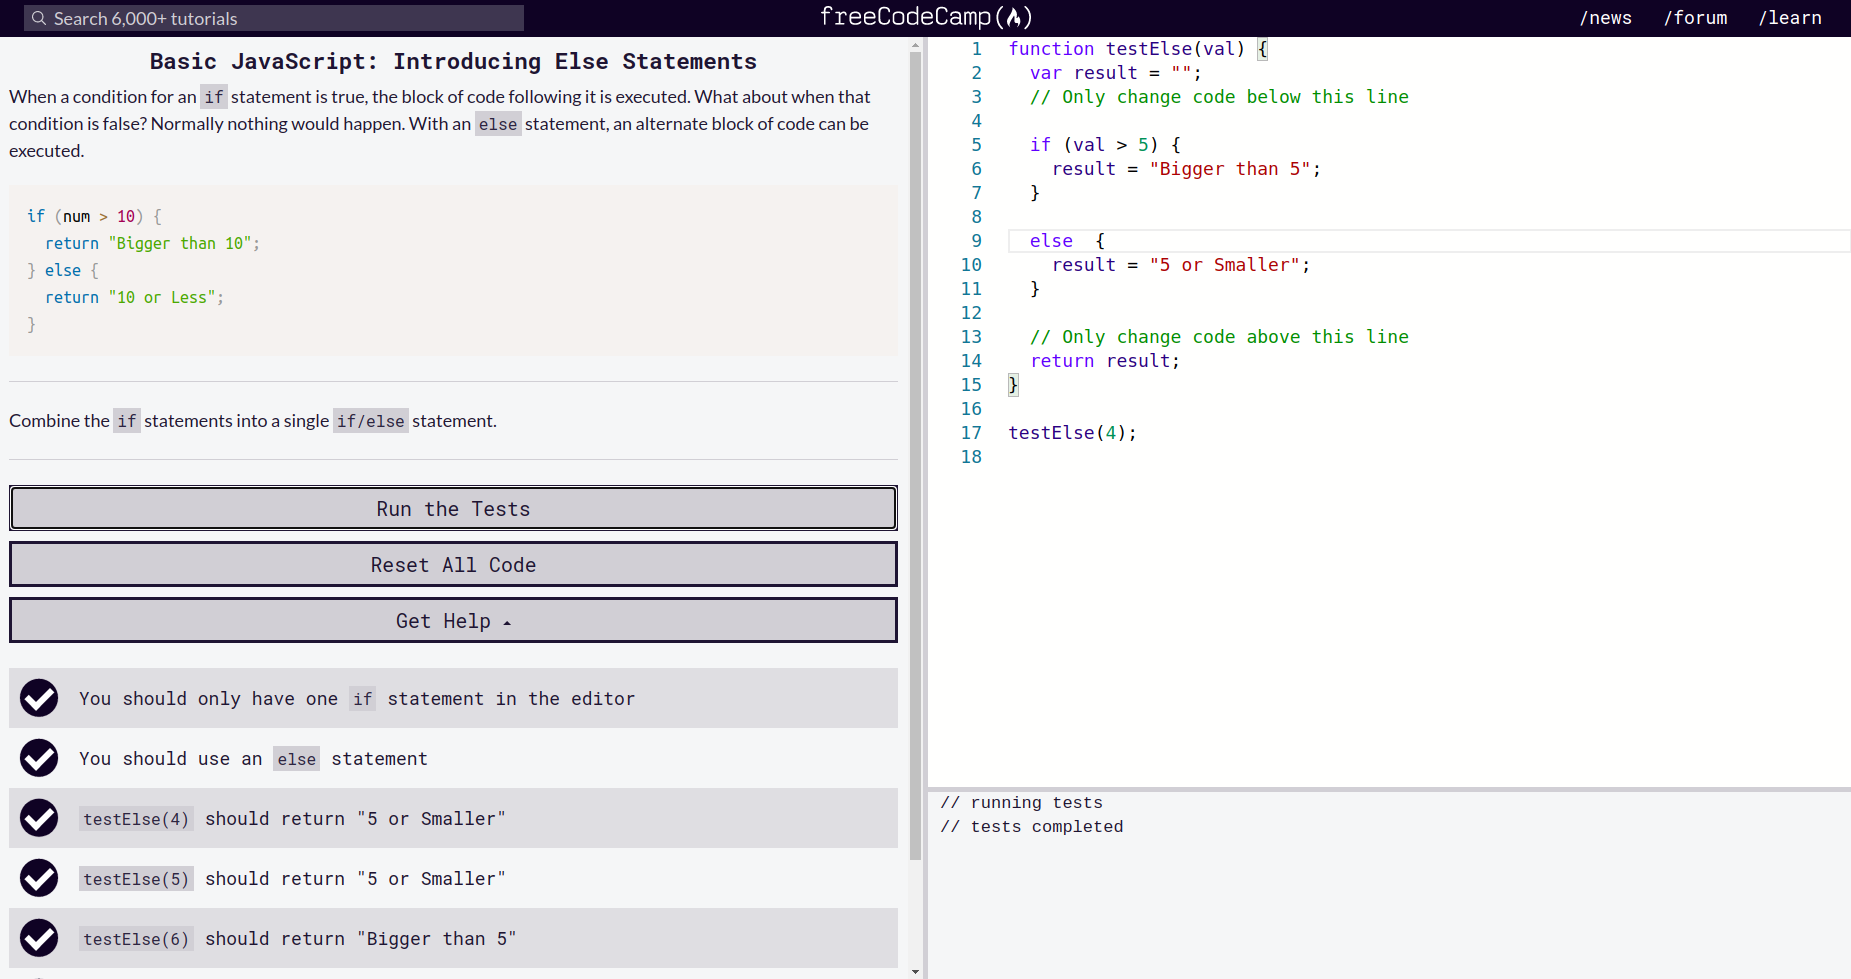 Search 6,000+ tutorials
freeCodeCamp
/news /forum /learn
Basic JavaScript: Introducing Else Statements
When a condition for an if statement is true, the block of code following it is executed. What about when that
condition is false? Normally nothing would happen. With an else statement, an alternate block of code can be
executed.
if (num > 10) {
  return "Bigger than 10";
} else {
  return "10 or Less";
}
Combine the if statements into a single if/else statement.
Run the Tests
Reset All Code
Get Help
You should only have one if statement in the editor
You should use an else statement
testElse(4) should return "5 or Smaller"
testElse(5) should return "5 or Smaller"
testElse(6) should return "Bigger than 5"
1 function testElse(val) {
2   var result = "";
3   // Only change code below this line
4
5   if (val > 5) {
6     result = "Bigger than 5";
7   }
8
9   else  {
10     result = "5 or Smaller";
11   }
12
13   // Only change code above this line
14   return result;
15 }
16
17 testElse(4);
18
// running tests
// tests completed